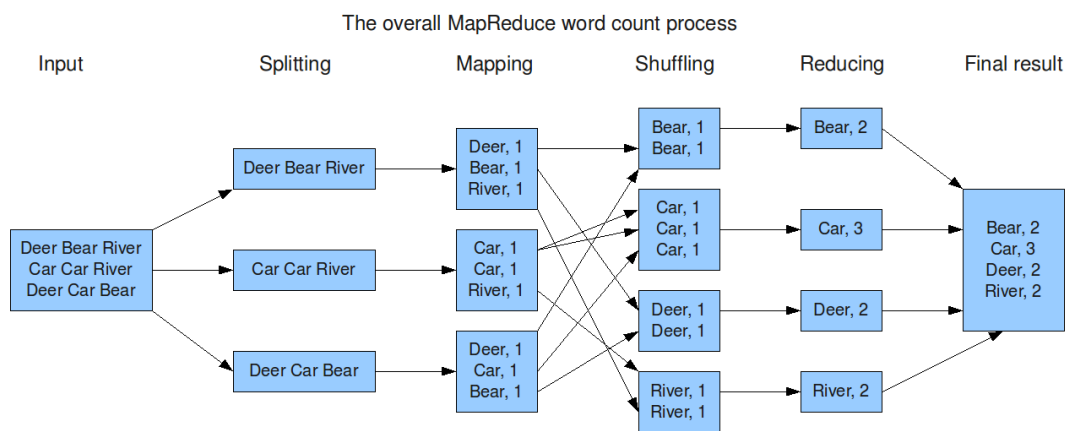 The overall MapReduce word count process
Input
Splitting
Mapping
Shuffling
Reducing
Final result
Deer Bear River
Car Car River
Deer Car Bear
Deer Bear River
Car Car River
Deer Car Bear
Deer, 1
Bear, 1
River, 1
Car, 1
Car, 1
River, 1
Deer, 1
Car, 1
Bear, 1
Bear, 1
Bear, 1
Car, 1
Car, 1
Car, 1
Deer, 1
Deer, 1
River, 1
River, 1
Bear, 2
Car, 3
Deer, 2
River, 2
Bear, 2
Car, 3
Deer, 2
River, 2